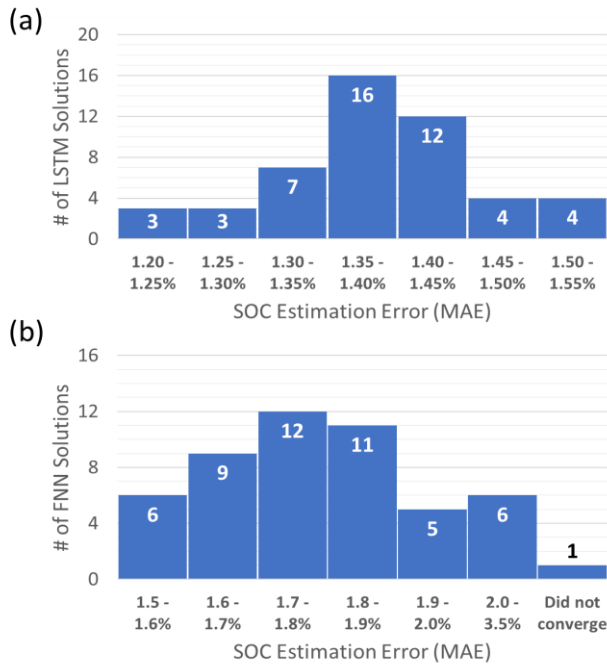 (a)
# of LSTM Solutions
20
16
12
8
4
0
3
3
7
16
12
4
4
1.20 - 1.25 - 1.30 - 1.35 - 1.40 - 1.45 - 1.50 -
1.25% 1.30% 1.35% 1.40% 1.45% 1.50% 1.55%
SOC Estimation Error (MAE)
(b)
# of FNN Solutions
16
12
8
4
0
6
9
12
11
5
6
1
1.5 - 1.6 - 1.7 - 1.8 - 1.9 - 2.0 - Did not
1.6% 1.7% 1.8% 1.9% 2.0% 3.5% converge
SOC Estimation Error (MAE)